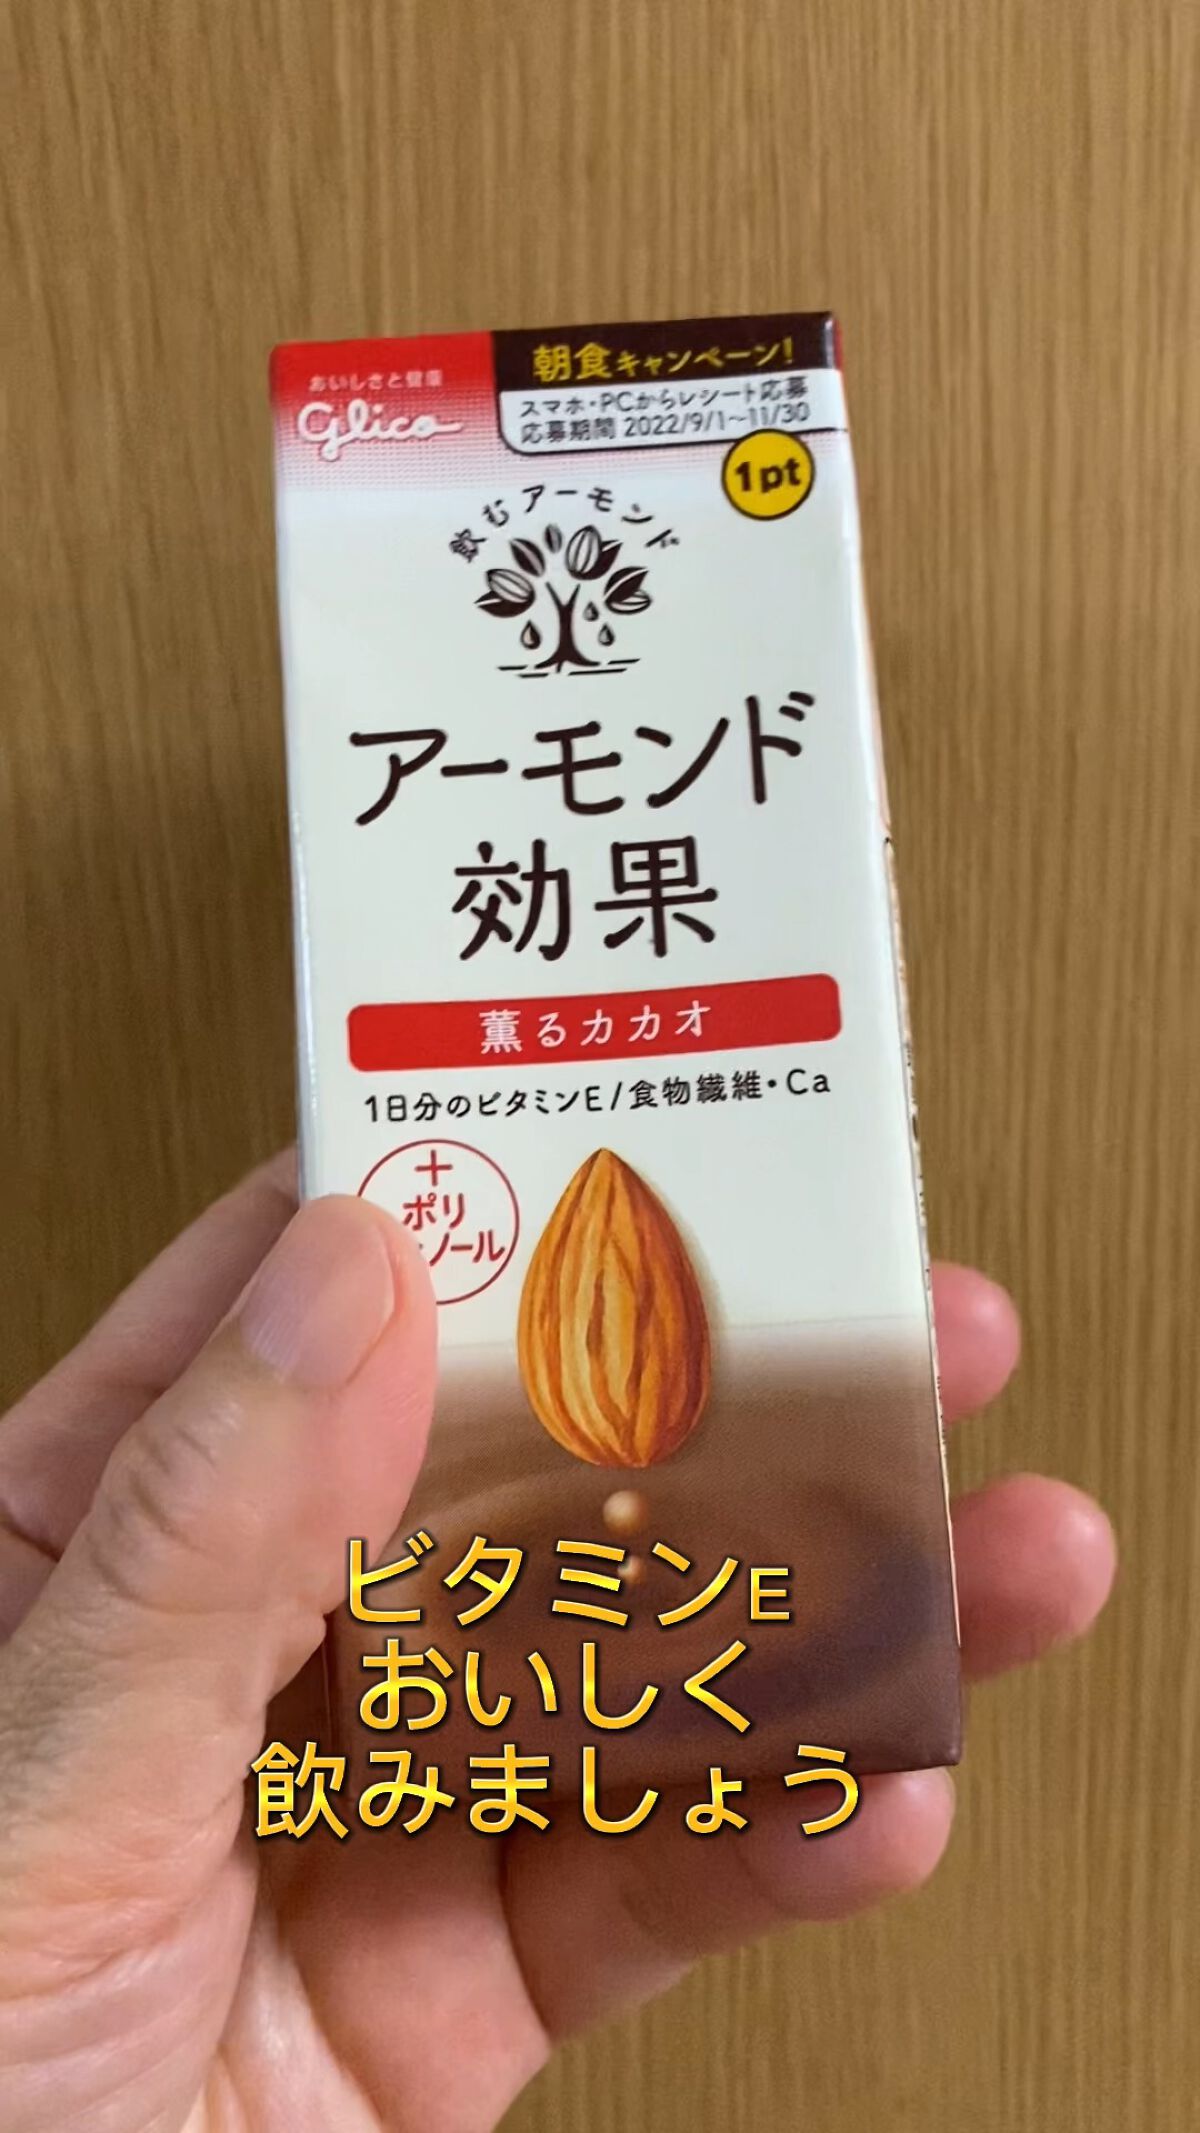 おいしさと健康
Glico
朝食キャンペーン!
スマホ・PCからレシート応募
応募期間 2022/9/1〜11/30
1pt
飲むアーモンド
アーモンド
効果
薫るカカオ
1日分のビタミンE/食物繊維・Ca
+
ポリ
ノール
ビタミンE
おいしく
飲みましょう